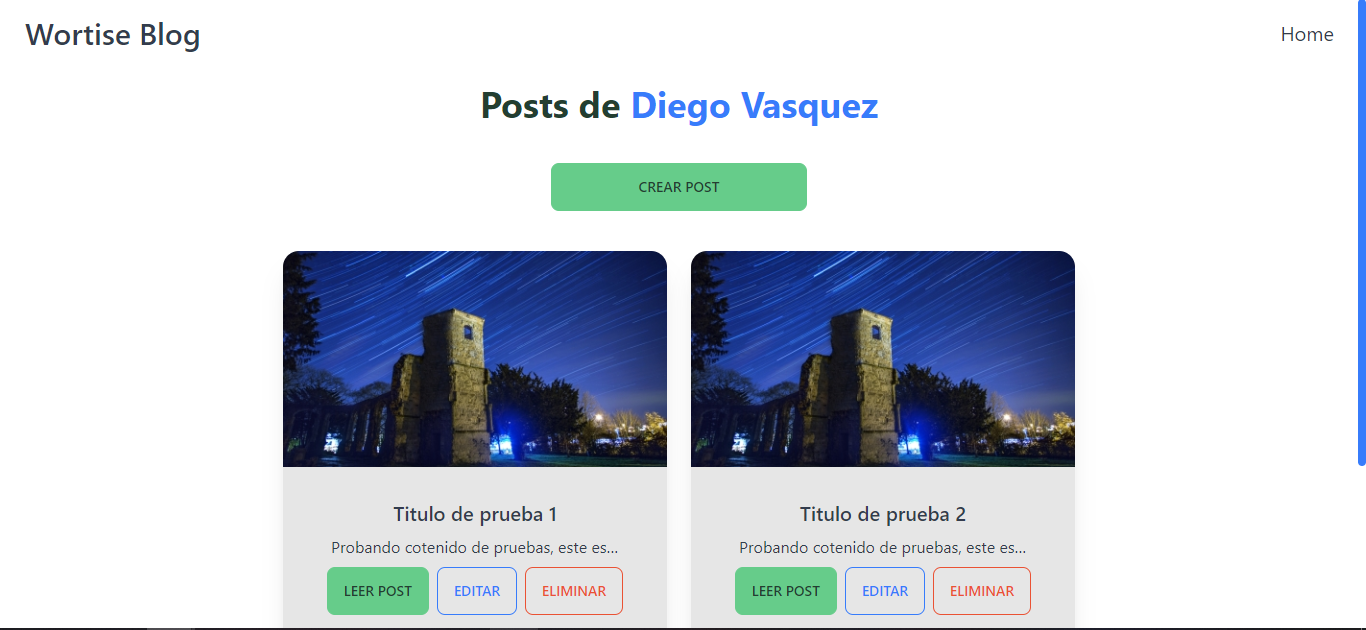 Wortise Blog
Home
Posts de Diego Vasquez
CREAR POST
Titulo de prueba 1
Probando cotenido de pruebas, este es...
LEER POST
EDITAR
ELIMINAR
Titulo de prueba 2
Probando cotenido de pruebas, este es...
LEER POST
EDITAR
ELIMINAR